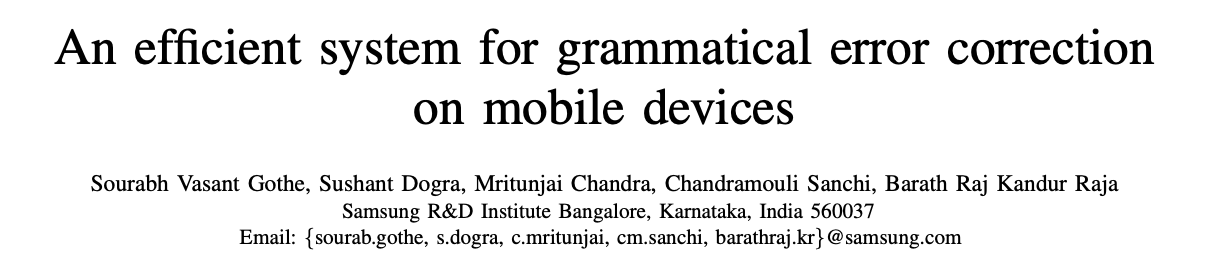 An efficient system for grammatical error correction
on mobile devices
Sourabh Vasant Gothe, Sushant Dogra, Mritunjai Chandra, Chandramouli Sanchi, Barath Raj Kandur Raja
Samsung R&D Institute Bangalore, Karnataka, India 560037
Email: {sourab.gothe, s.dogra, c.mritunjai, cm.sanchi, barathraj.kr}@samsung.com